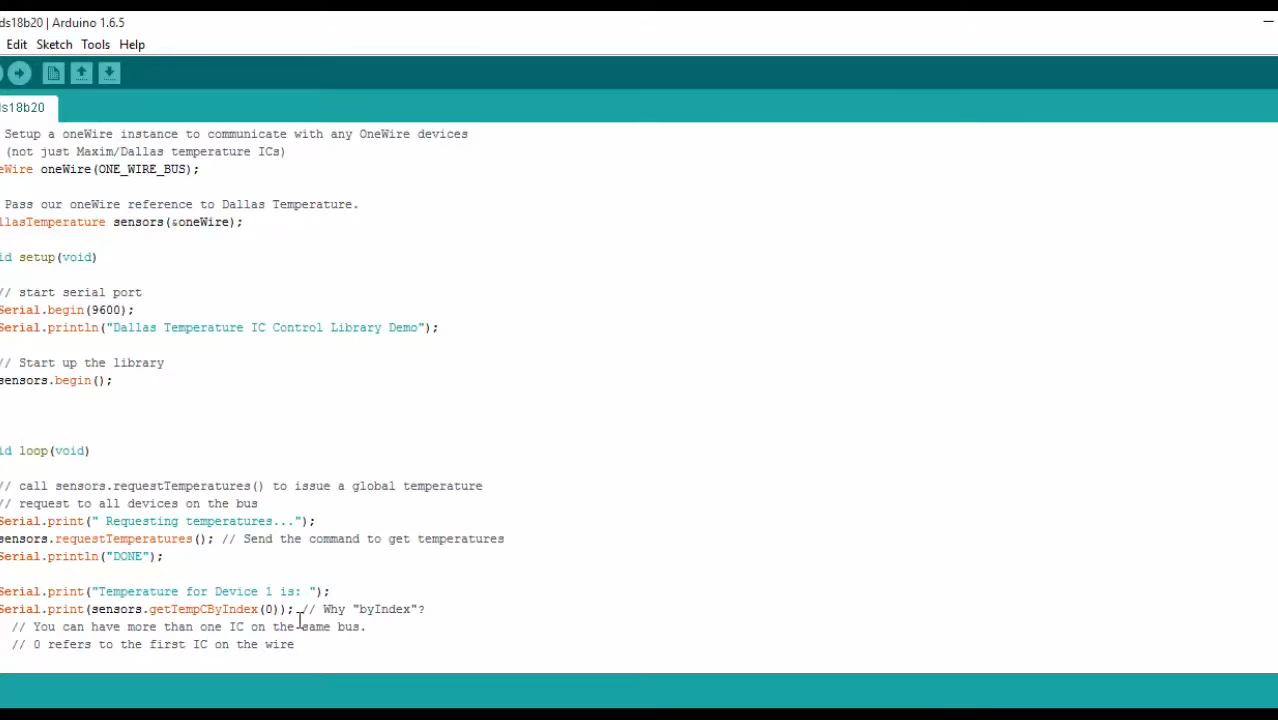 ds18b20 | Arduino 1.6.5
Edit Sketch Tools Help
ds18b20
Setup a oneWire instance to communicate with any OneWire devices
(not just Maxim/Dallas temperature ICs)
eWire oneWire(ONE_WIRE_BUS);
Pass our oneWire reference to Dallas Temperature.
llasTemperature sensors(&oneWire);
id setup(void)
// start serial port
Serial.begin(9600);
Serial.println("Dallas Temperature IC Control Library Demo");
// Start up the library
sensors.begin();
id loop(void)
// call sensors.requestTemperatures() to issue a global temperature
// request to all devices on the bus
Serial.print(" Requesting temperatures...");
sensors.requestTemperatures(); // Send the command to get temperatures
Serial.println("DONE");
Serial.print("Temperature for Device 1 is: ");
Serial.print(sensors.getTempCByIndex(0)); // Why "byIndex"?
// You can have more than one IC on the same bus.
// 0 refers to the first IC on the wire